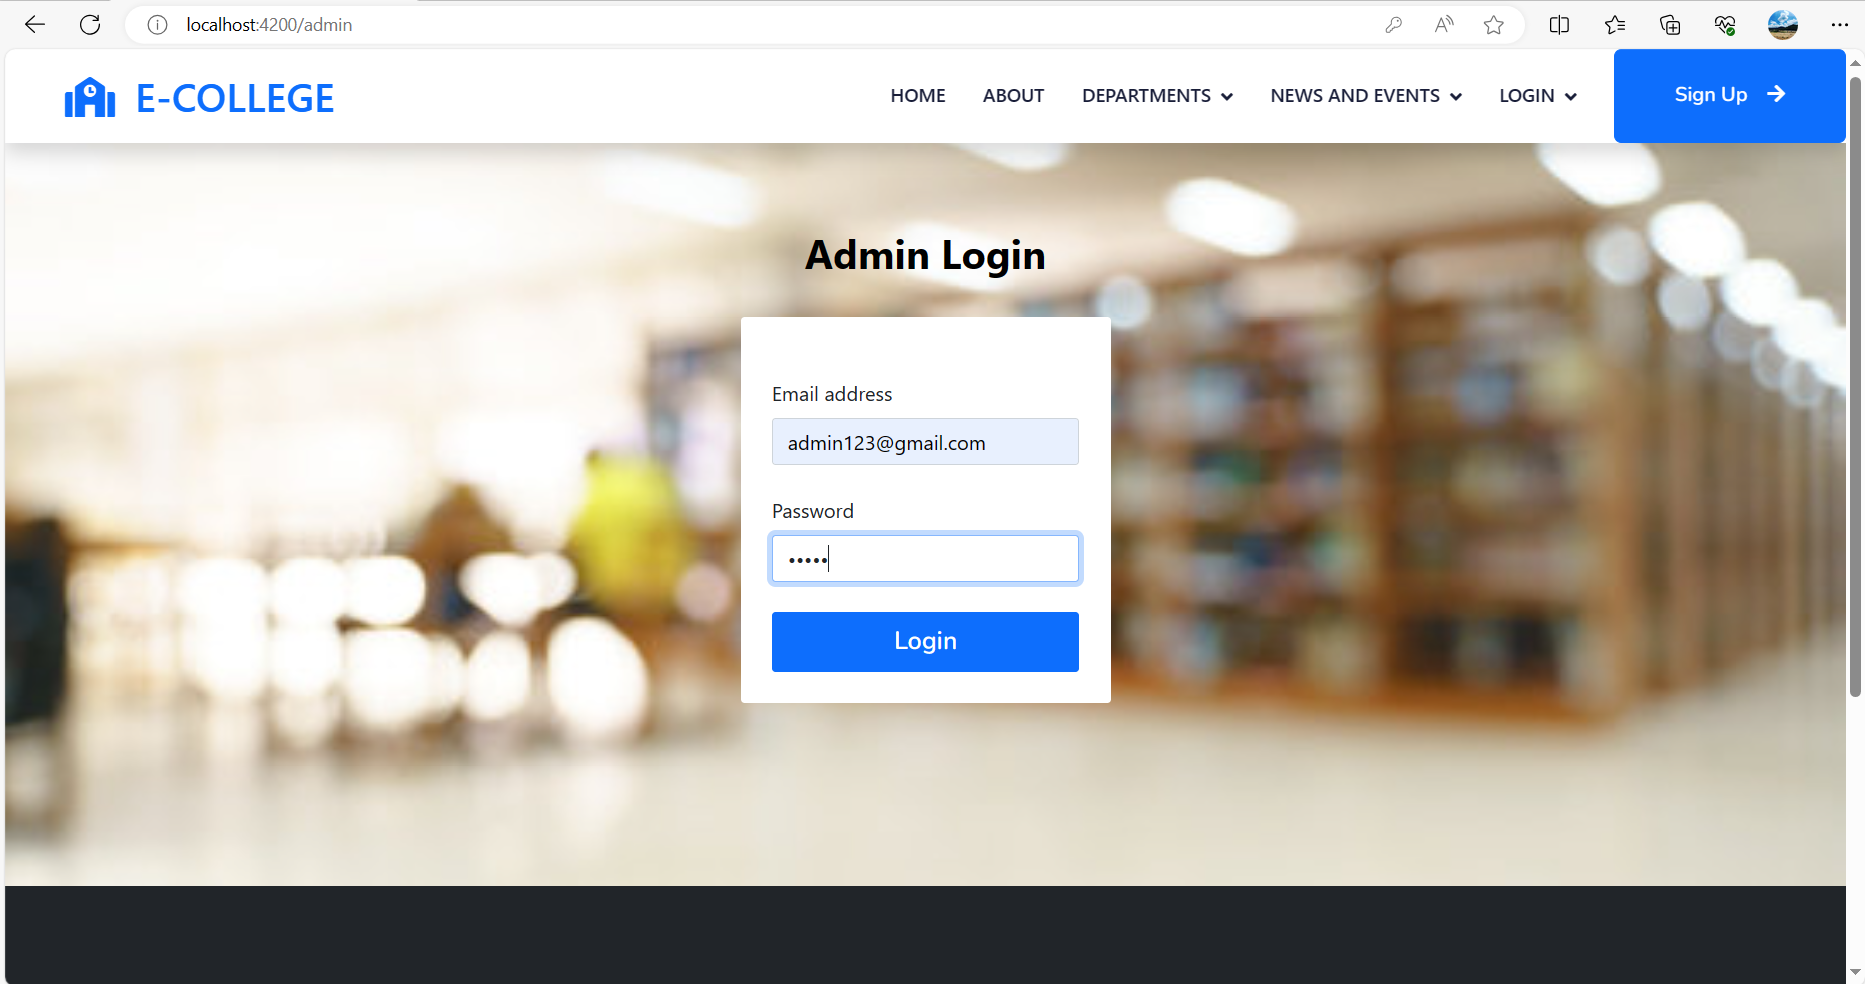 localhost:4200/admin
E-COLLEGE
HOME ABOUT DEPARTMENTS NEWS AND EVENTS LOGIN Sign Up
Admin Login
Email address
admin123@gmail.com
Password
•••••
Login